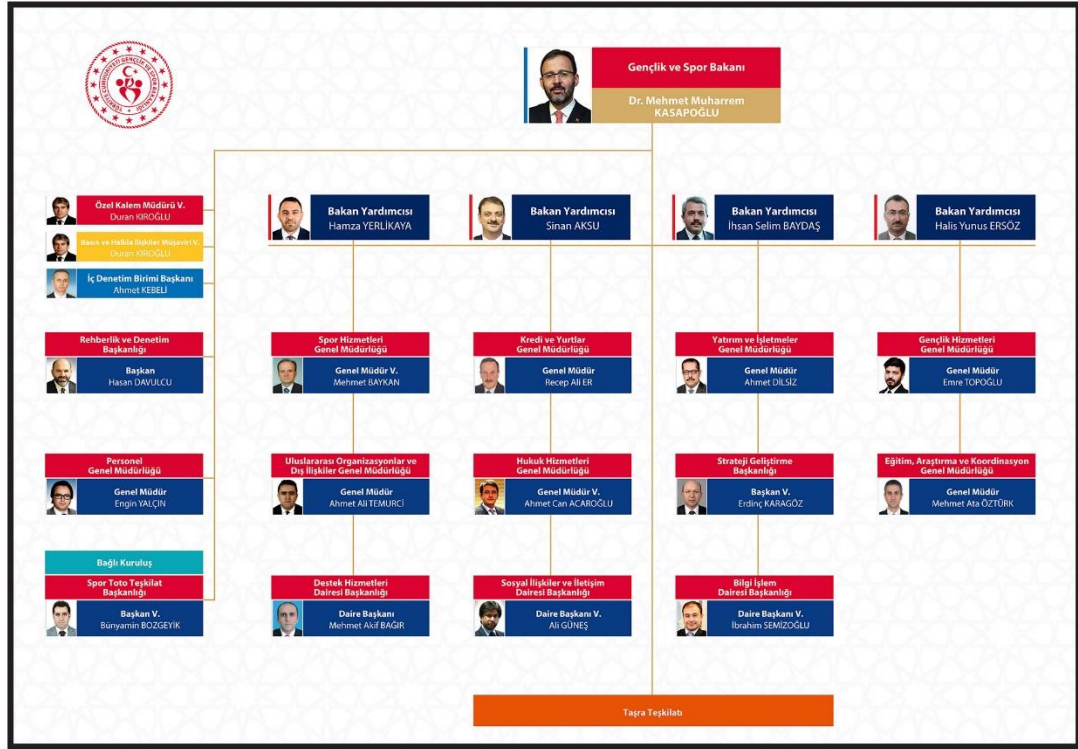 TÜRKİYE CUMHURİYETİ GENÇLİK VE SPOR BAKANLIĞI
Gençlik ve Spor Bakanı
Dr. Mehmet Muharrem
KASAPOĞLU
Özel Kalem Müdürü V.
Duran KIROĞLU
Basın ve Halkla İlişkiler Müşaviri V.
Duran KIROĞLU
İç Denetim Birimi Başkanı
Ahmet KEBELİ
Bakan Yardımcısı
Hamza YERLİKAYA
Bakan Yardımcısı
Sinan AKSU
Bakan Yardımcısı
İhsan Selim BAYDAŞ
Bakan Yardımcısı
Halis Yunus ERSÖZ
Rehberlik ve Denetim
Başkanlığı
Başkan
Hasan DAVULCU
Spor Hizmetleri
Genel Müdürlüğü
Genel Müdür V.
Mehmet BAYKAN
Kredi ve Yurtlar
Genel Müdürlüğü
Genel Müdür
Recep Ali ER
Yatırım ve İşletmeler
Genel Müdürlüğü
Genel Müdür
Ahmet DİLSİZ
Gençlik Hizmetleri
Genel Müdürlüğü
Genel Müdür
Emre TOPOĞLU
Personel
Genel Müdürlüğü
Genel Müdür
Engin YALÇIN
Uluslararası Organizasyonlar ve
Dış İlişkiler Genel Müdürlüğü
Genel Müdür
Ahmet Ali TEMURCİ
Hukuk Hizmetleri
Genel Müdürlüğü
Genel Müdür V.
Ahmet Can ACAROĞLU
Strateji Geliştirme
Başkanlığı
Başkan V.
Erdinç KARAGÖZ
Eğitim, Araştırma ve Koordinasyon
Genel Müdürlüğü
Genel Müdür
Mehmet Ata ÖZTÜRK
Bağlı Kuruluş
Spor Toto Teşkilat
Başkanlığı
Başkan V.
Bünyamin BOZGEYİK
Destek Hizmetleri
Dairesi Başkanlığı
Daire Başkanı
Mehmet Akif BAĞIR
Sosyal İlişkiler ve İletişim
Dairesi Başkanlığı
Daire Başkanı V.
Ali GÜNEŞ
Bilgi İşlem
Dairesi Başkanlığı
Daire Başkanı V.
İbrahim SEMİZOĞLU
Taşra Teşkilatı